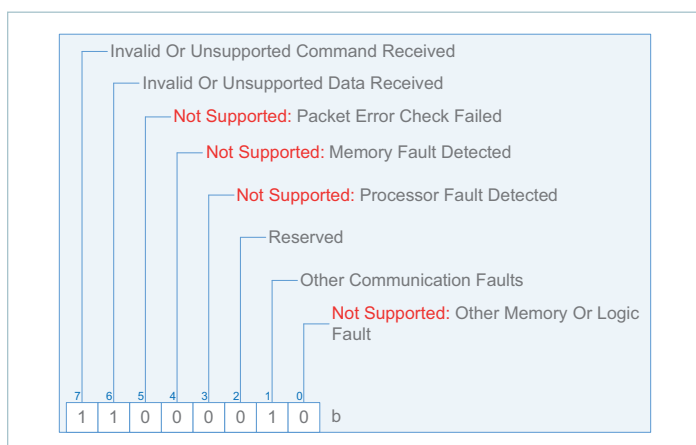 Invalid Or Unsupported Command Received
Invalid Or Unsupported Data Received
Not Supported: Packet Error Check Failed
Not Supported: Memory Fault Detected
Not Supported: Processor Fault Detected
Reserved
Other Communication Faults
Not Supported: Other Memory Or Logic
Fault
7 6 5 4 3 2 1 0
1 1 0 0 0 0 1 0 b